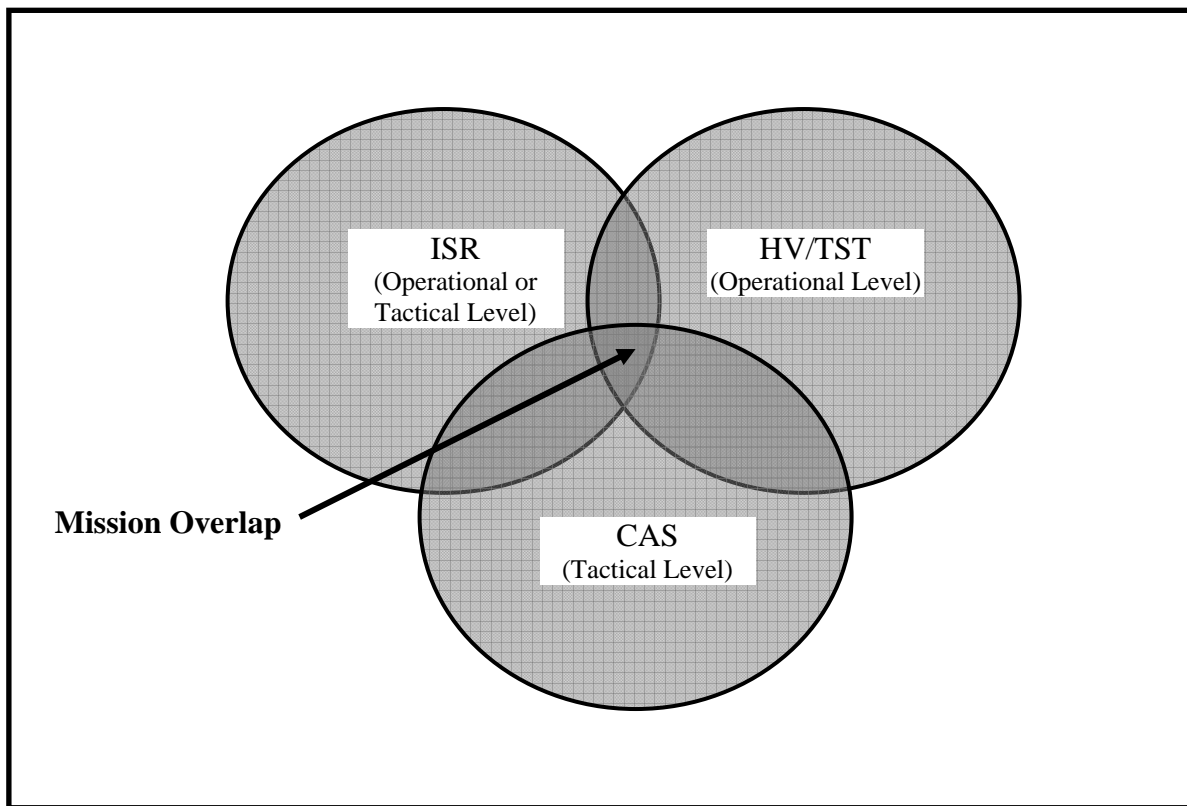 ISR
(Operational or
Tactical Level)
HV/TST
(Operational Level)
Mission Overlap
CAS
(Tactical Level)